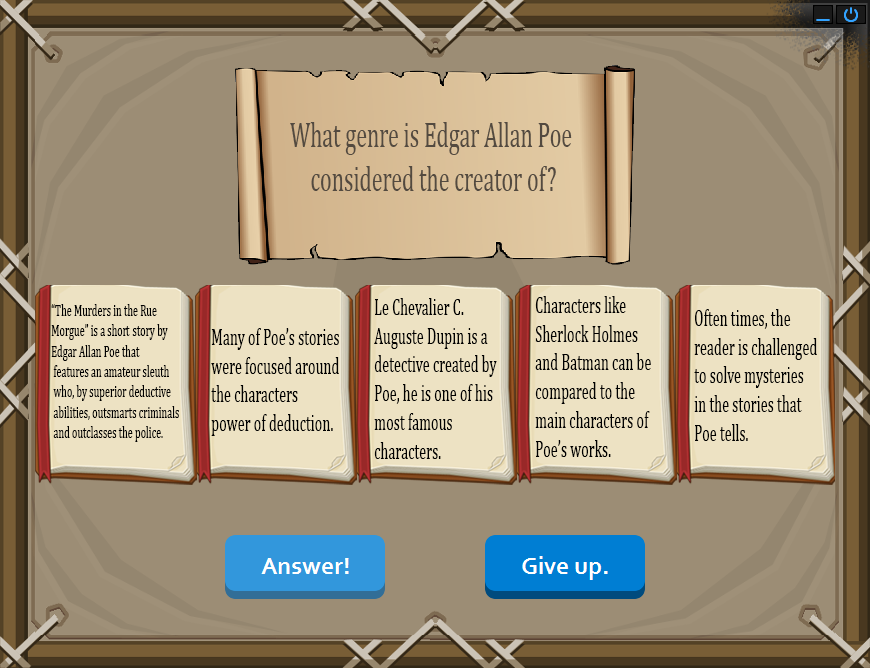 What genre is Edgar Allan Poe
considered the creator of?
“The Murders in the Rue
Morgue” is a short story by
Edgar Allan Poe that
features an amateur sleuth
who, by superior deductive
abilities, outsmarts criminals
and outclasses the police.
Many of Poe’s stories
were focused around
the characters
power of deduction.
Le Chevalier C.
Auguste Dupin is a
detective created by
Poe, he is one of his
most famous
characters.
Characters like
Sherlock Holmes
and Batman can be
compared to the
main characters of
Poe’s works.
Often times, the
reader is challenged
to solve mysteries
in the stories that
Poe tells.
Answer!
Give up.